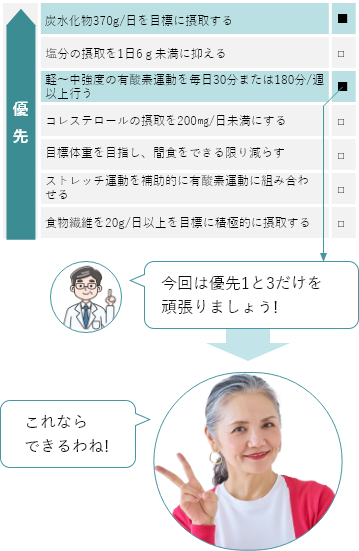 炭水化物370g/日を目標に摂取する
■
塩分の摂取を1日6ｇ未満に抑える
□
軽～中強度の有酸素運動を毎日30分または180分/週
以上行う
■
コレステロールの摂取を200mg/日未満にする
□
目標体重を目指し、間食をできる限り減らす
□
ストレッチ運動を補助的に有酸素運動に組み合わ
せる
□
食物繊維を20g/日以上を目標に積極的に摂取する
□
優先
今回は優先1と3だけを
頑張りましょう!
これなら
できるわね!